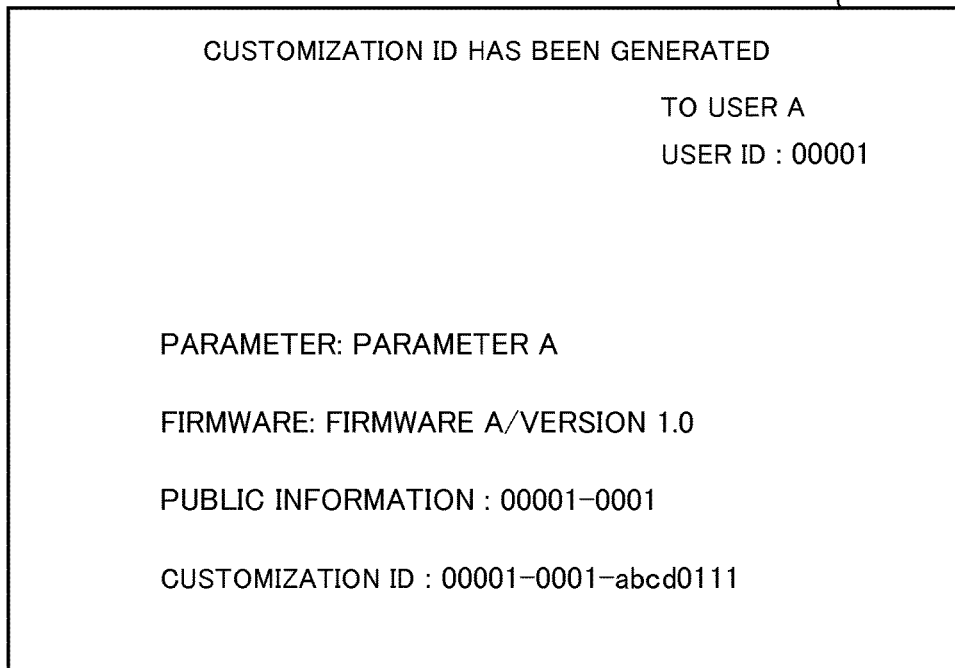 CUSTOMIZATION ID HAS BEEN GENERATED
TO USER A
USER ID : 00001
PARAMETER: PARAMETER A
FIRMWARE: FIRMWARE A/VERSION 1.0
PUBLIC INFORMATION : 00001-0001
CUSTOMIZATION ID : 00001-0001-abcd0111